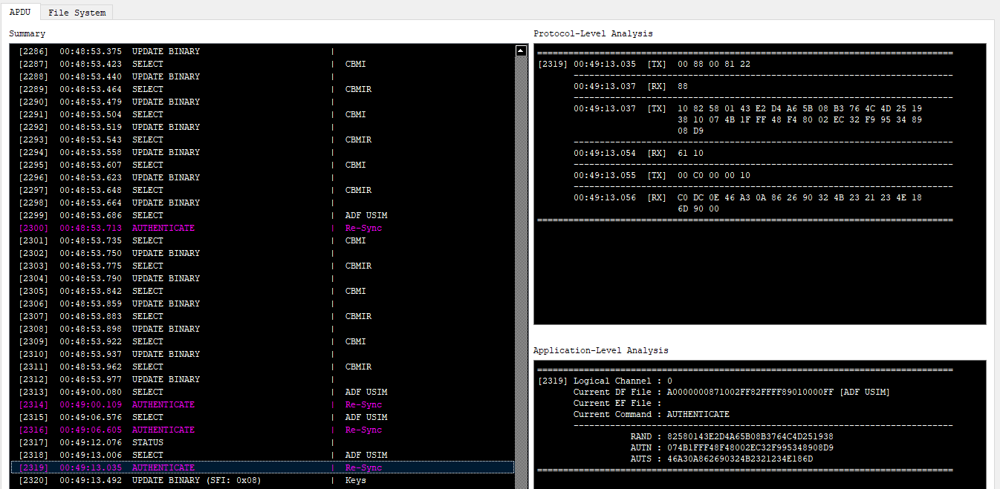 APDU File System
Summary
[2286] 00:48:53.375 UPDATE BINARY |
[2287] 00:48:53.423 SELECT | CBMI
[2288] 00:48:53.440 UPDATE BINARY |
[2289] 00:48:53.464 SELECT | CBMIR
[2290] 00:48:53.479 UPDATE BINARY |
[2291] 00:48:53.504 SELECT | CBMI
[2292] 00:48:53.519 UPDATE BINARY |
[2293] 00:48:53.543 SELECT | CBMIR
[2294] 00:48:53.558 UPDATE BINARY |
[2295] 00:48:53.607 SELECT | CBMI
[2296] 00:48:53.623 UPDATE BINARY |
[2297] 00:48:53.648 SELECT | CBMIR
[2298] 00:48:53.664 UPDATE BINARY |
[2299] 00:48:53.686 SELECT | ADF USIM
[2300] 00:48:53.713 AUTHENTICATE | Re-Sync
[2301] 00:48:53.735 SELECT | CBMI
[2302] 00:48:53.750 UPDATE BINARY |
[2303] 00:48:53.775 SELECT | CBMIR
[2304] 00:48:53.790 UPDATE BINARY |
[2305] 00:48:53.842 SELECT | CBMI
[2306] 00:48:53.859 UPDATE BINARY |
[2307] 00:48:53.883 SELECT | CBMIR
[2308] 00:48:53.898 UPDATE BINARY |
[2309] 00:48:53.922 SELECT | CBMI
[2310] 00:48:53.937 UPDATE BINARY |
[2311] 00:48:53.962 SELECT | CBMIR
[2312] 00:48:53.977 UPDATE BINARY |
[2313] 00:49:00.080 SELECT | ADF USIM
[2314] 00:49:00.109 AUTHENTICATE | Re-Sync
[2315] 00:49:06.576 SELECT | ADF USIM
[2316] 00:49:06.605 AUTHENTICATE | Re-Sync
[2317] 00:49:12.076 STATUS |
[2318] 00:49:13.006 SELECT | ADF USIM
[2319] 00:49:13.035 AUTHENTICATE | Re-Sync
[2320] 00:49:13.492 UPDATE BINARY (SFI: 0x08) | Keys
Protocol-Level Analysis
[2319] 00:49:13.035 [TX] 00 88 00 81 22
00:49:13.037 [RX] 88
00:49:13.037 [TX] 10 82 58 01 43 E2 D4 A6 5B 08 B3 76 4C 4D 25 19
38 10 07 4B 1F FF 48 F4 80 02 EC 32 F9 95 34 89
08 D9
00:49:13.054 [RX] 61 10
00:49:13.055 [TX] 00 C0 00 00 10
00:49:13.056 [RX] C0 DC 0E 46 A3 0A 86 26 90 32 4B 23 21 23 4E 18
6D 90 00
Application-Level Analysis
[2319] Logical Channel : 0
Current DF File : A0000000871002FF82FFFF89010000FF [ADF USIM]
Current EF File :
Current Command : AUTHENTICATE
RAND : 82580143E2D4A65B08B3764C4D251938
AUTN : 074B1FFF48F48002EC32F995348908D9
AUTS : 46A30A862690324B2321234E186D